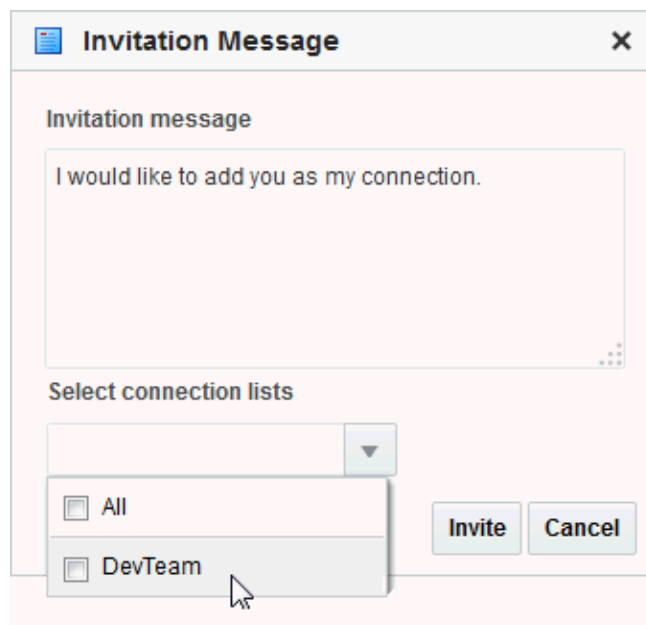 Invitation Message
Invitation message
I would like to add you as my connection.
Select connection lists
All
Invite Cancel
DevTeam